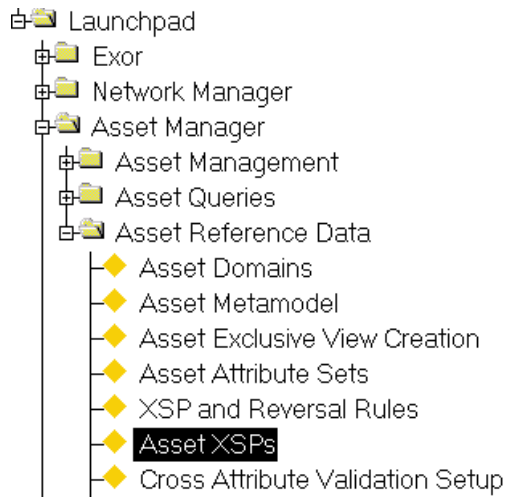 Launchpad
Exor
Network Manager
Asset Manager
Asset Management
Asset Queries
Asset Reference Data
Asset Domains
Asset Metamodel
Asset Exclusive View Creation
Asset Attribute Sets
XSP and Reversal Rules
Asset XSPs
Cross Attribute Validation Setup